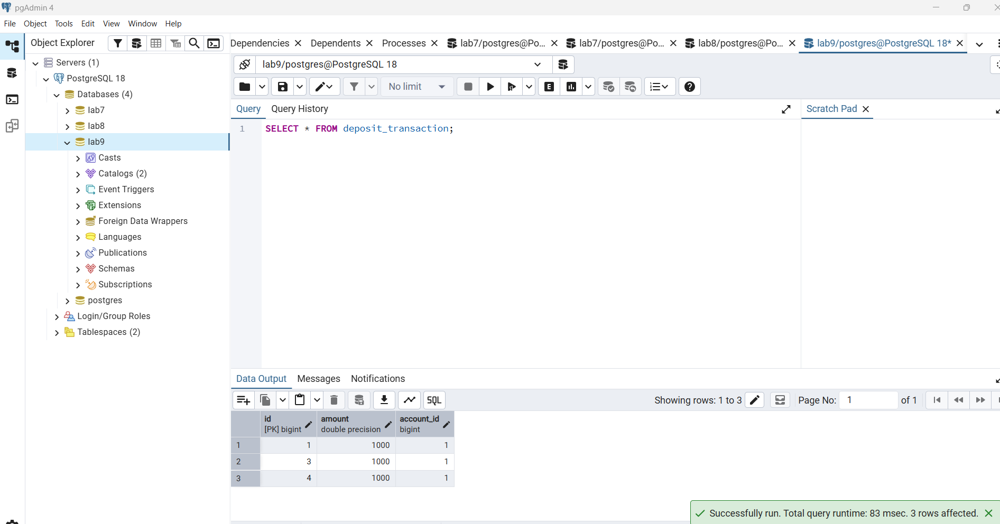 pgAdmin 4
File Object Tools Edit View Window Help
Object Explorer
Dependencies Dependents Processes lab7/postgres@Po... lab7/postgres@Po... lab8/postgres@Po... lab9/postgres@PostgreSQL 18*
Servers (1)
PostgreSQL 18
Databases (4)
lab7
lab8
lab9
Casts
Catalogs (2)
Event Triggers
Extensions
Foreign Data Wrappers
Languages
Publications
Schemas
Subscriptions
postgres
Login/Group Roles
Tablespaces (2)
lab9/postgres@PostgreSQL 18
No limit
E
Query Query History
Scratch Pad
1 SELECT * FROM deposit_transaction;
Data Output Messages Notifications
SQL Showing rows: 1 to 3 Page No: 1 of 1
id amount account_id
[PK] bigint double precision bigint
1 1 1000 1
2 3 1000 1
3 4 1000 1
Successfully run. Total query runtime: 83 msec. 3 rows affected.